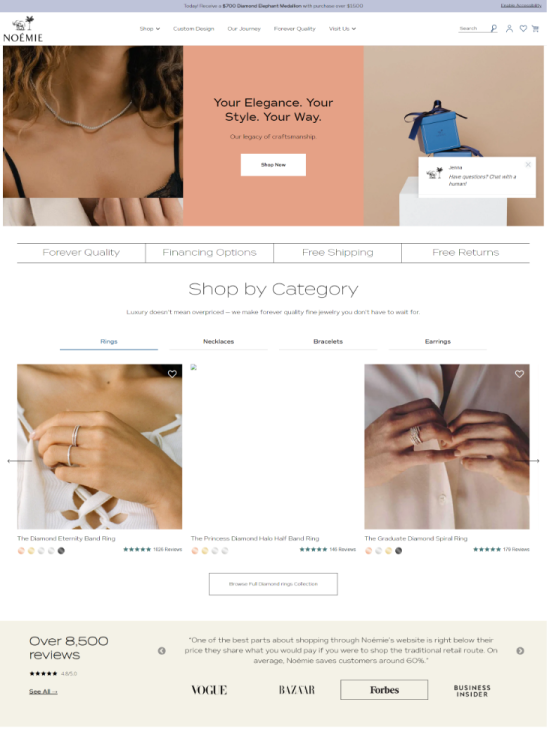 Today! Receive a $700 Diamond Elephant Medallion with purchase over $1000
Enable Accessibility
NOÉMIE
Shop
Custom Design
Our Journey
Forever Quality
Visit Us
Search
Your Elegance. Your
Style. Your Way.
Our legacy of craftsmanship.
Shop Now
Jenna
Have questions? Chat with a
human!
Forever Quality
Financing Options
Free Shipping
Free Returns
Shop by Category
Luxury doesn't mean overpriced – we make forever quality fine jewelry you don't have to wait for.
Rings
Necklaces
Bracelets
Earrings
The Diamond Eternity Band Ring
The Princess Diamond Halo Half Band Ring
The Graduate Diamond Spiral Ring
Reviews
Reviews
Reviews
Browse Full Diamond Rings Collection
Over 8,500
reviews
"One of the best parts about shopping through Noémie's website is right below their
price they share what you would pay if you were to shop the traditional retail route. On
average, Noémie saves customers around 60%."
4.9/5.0
See All →
VOGUE
BAZAAR
Forbes
BUSINESS
INSIDER